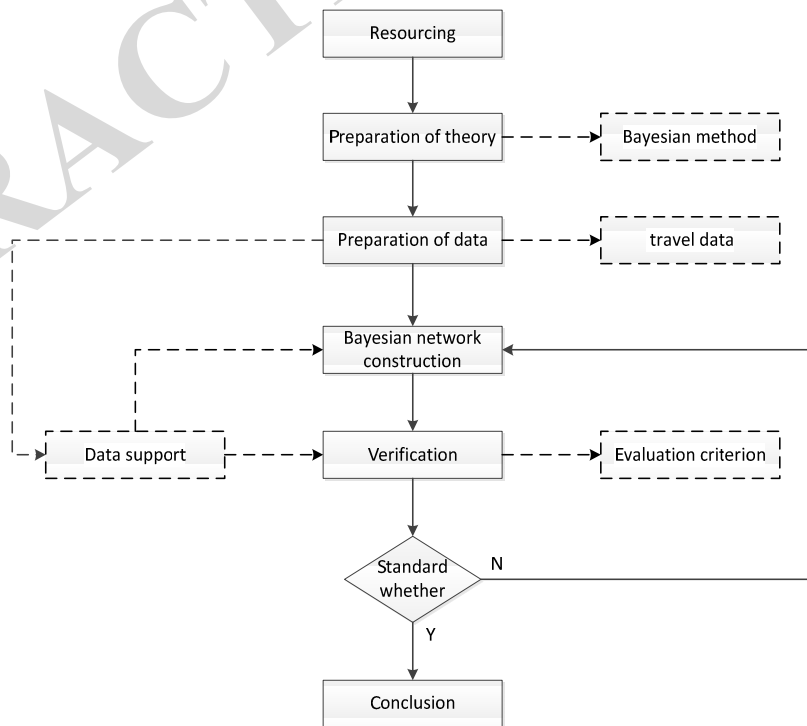 Resourcing
Preparation of theory
Bayesian method
Preparation of data
travel data
Bayesian network
construction
Data support
Verification
Evaluation criterion
Standard
whether
N
Y
Conclusion
RACT